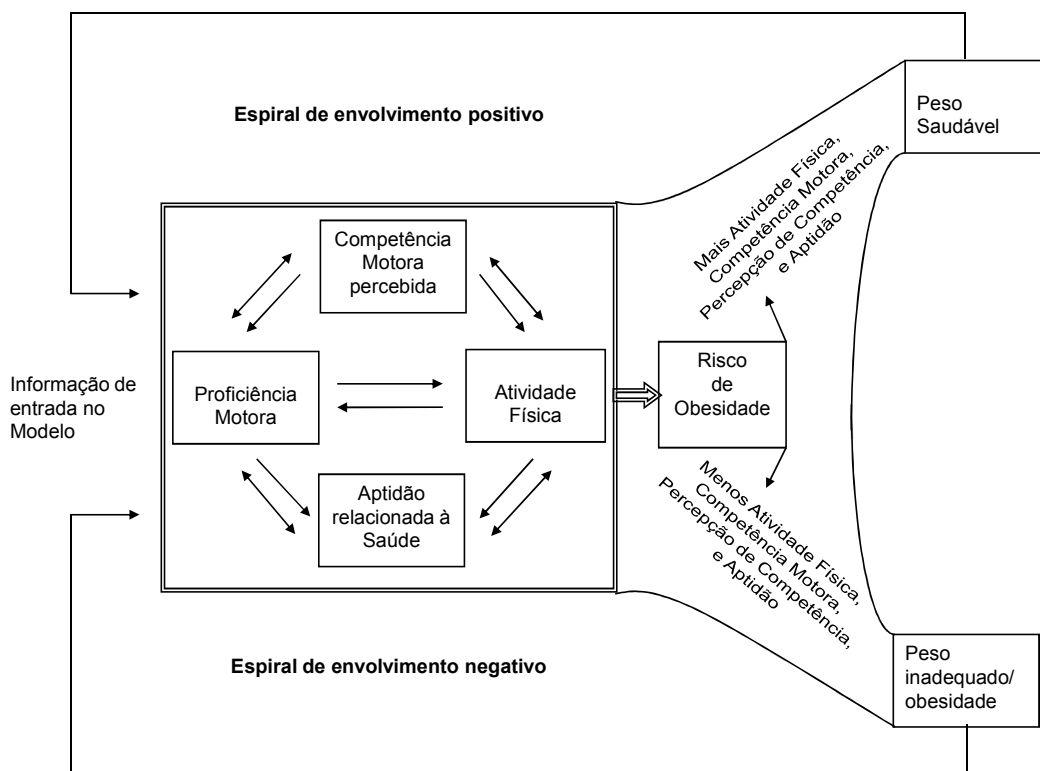 Espiral de envolvimento positivo
Peso
Saudável
Mais Atividade Física,
Competência Motora,
Percepção de Competência,
e Aptidão
Competência
Motora
percebida
Informação de
entrada no
Modelo
Proficiência
Motora
Atividade
Física
Risco
de
Obesidade
Aptidão
relacionada à
Saúde
Menos Atividade Física,
Competência Motora,
Percepção de Competência,
e Aptidão
Espiral de envolvimento negativo
Peso
inadequado/
obesidade